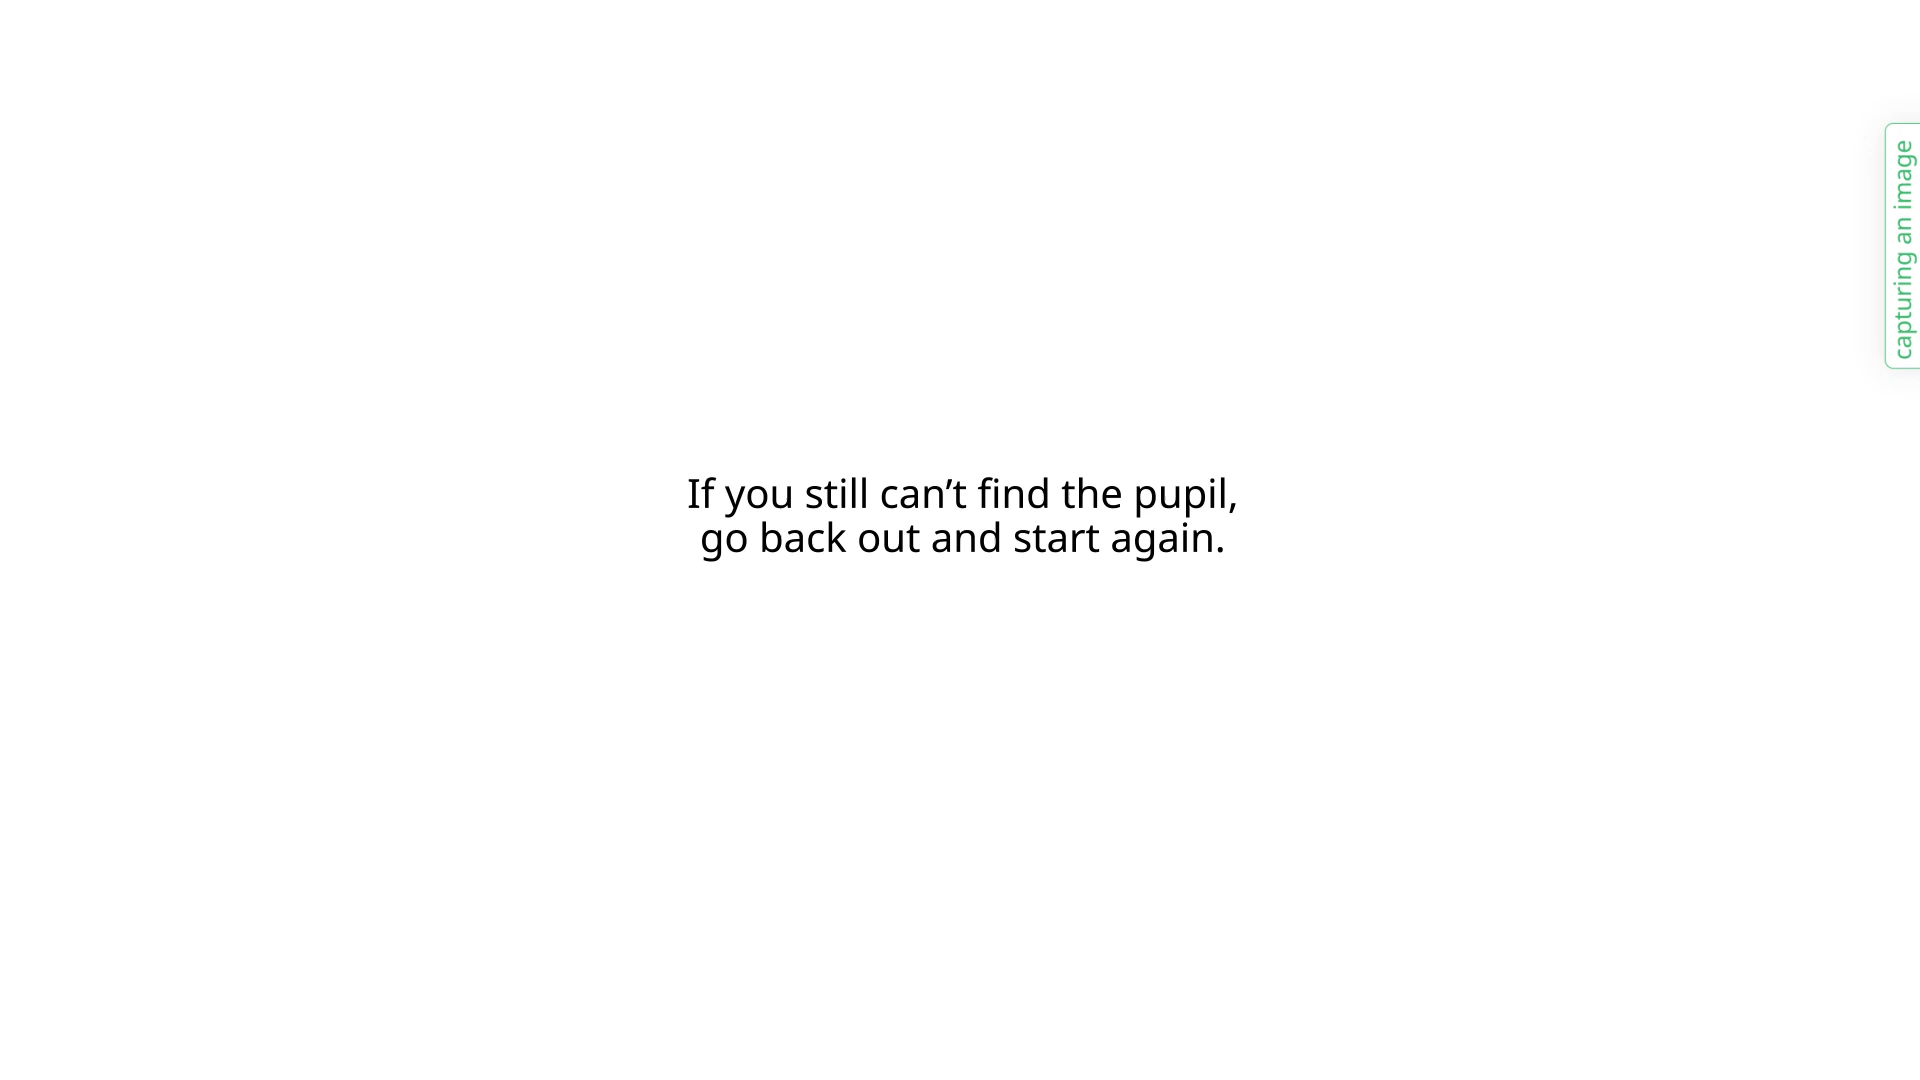 capturing an image
If you still can’t find the pupil,
go back out and start again.